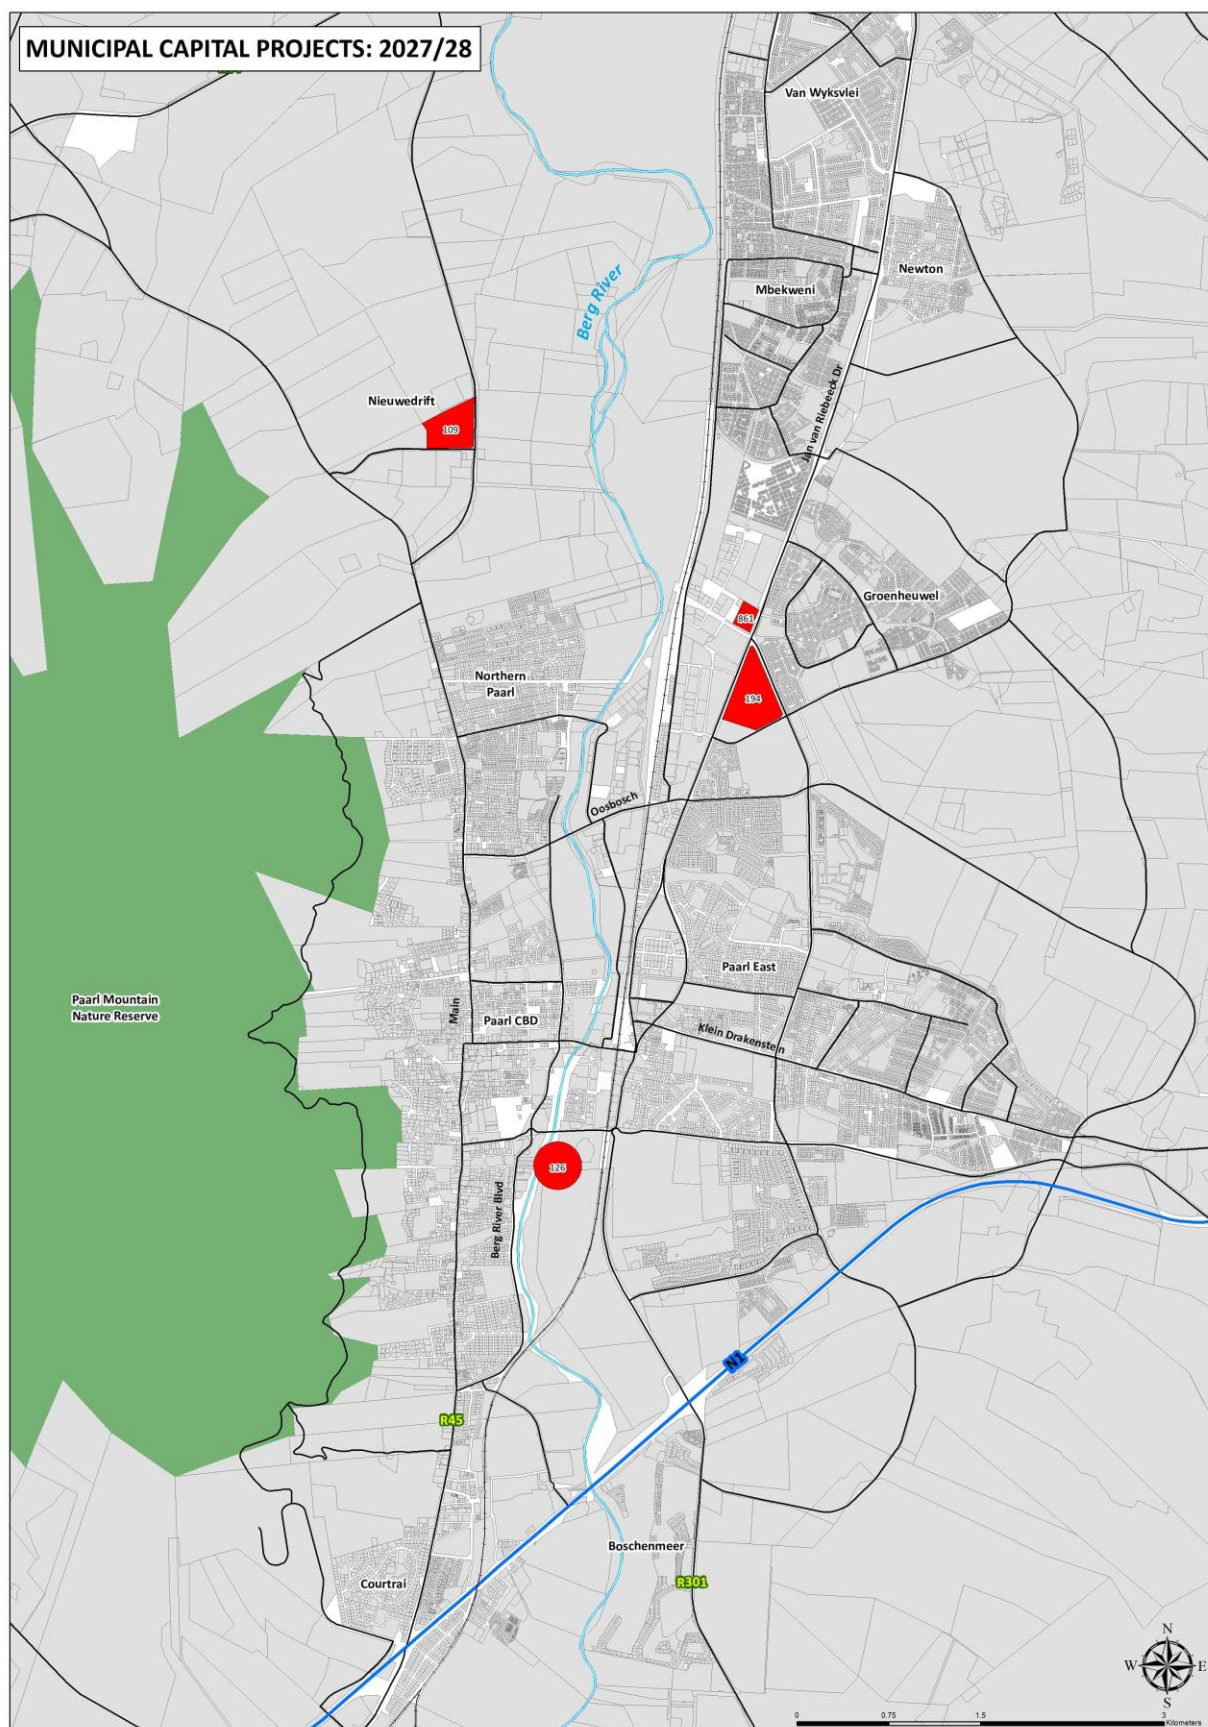 MUNICIPAL CAPITAL PROJECTS: 2027/28
Van Wyksvlei
Newton
Mbekweni
Berg River
Jan van Riebeeck Dr
Nieuwedrift
109
Groenheuwel
861
Northern
Paarl
194
Oosbosch
Paarl East
Paarl Mountain
Nature Reserve
Main
Paarl CBD
Klein Drakenstein
126
Berg River Blvd
N1
R45
Boschenmeer
R301
Courtrai
N
W E
S
0 0.75 1.5 3
Kilometers